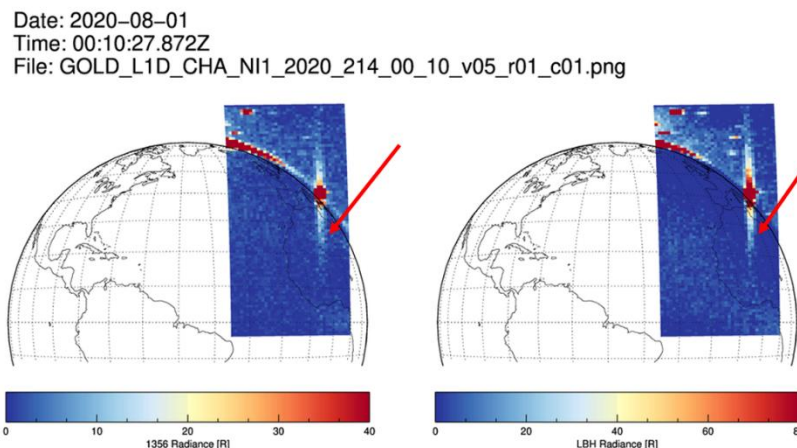 Date: 2020−08−01
Time: 00:10:27.872Z
File: GOLD_L1D_CHA_NI1_2020_214_00_10_v05_r01_c01.png
0 10 20 30 40
1356 Radiance [R]
0 20 40 60
LBH Radiance [R]